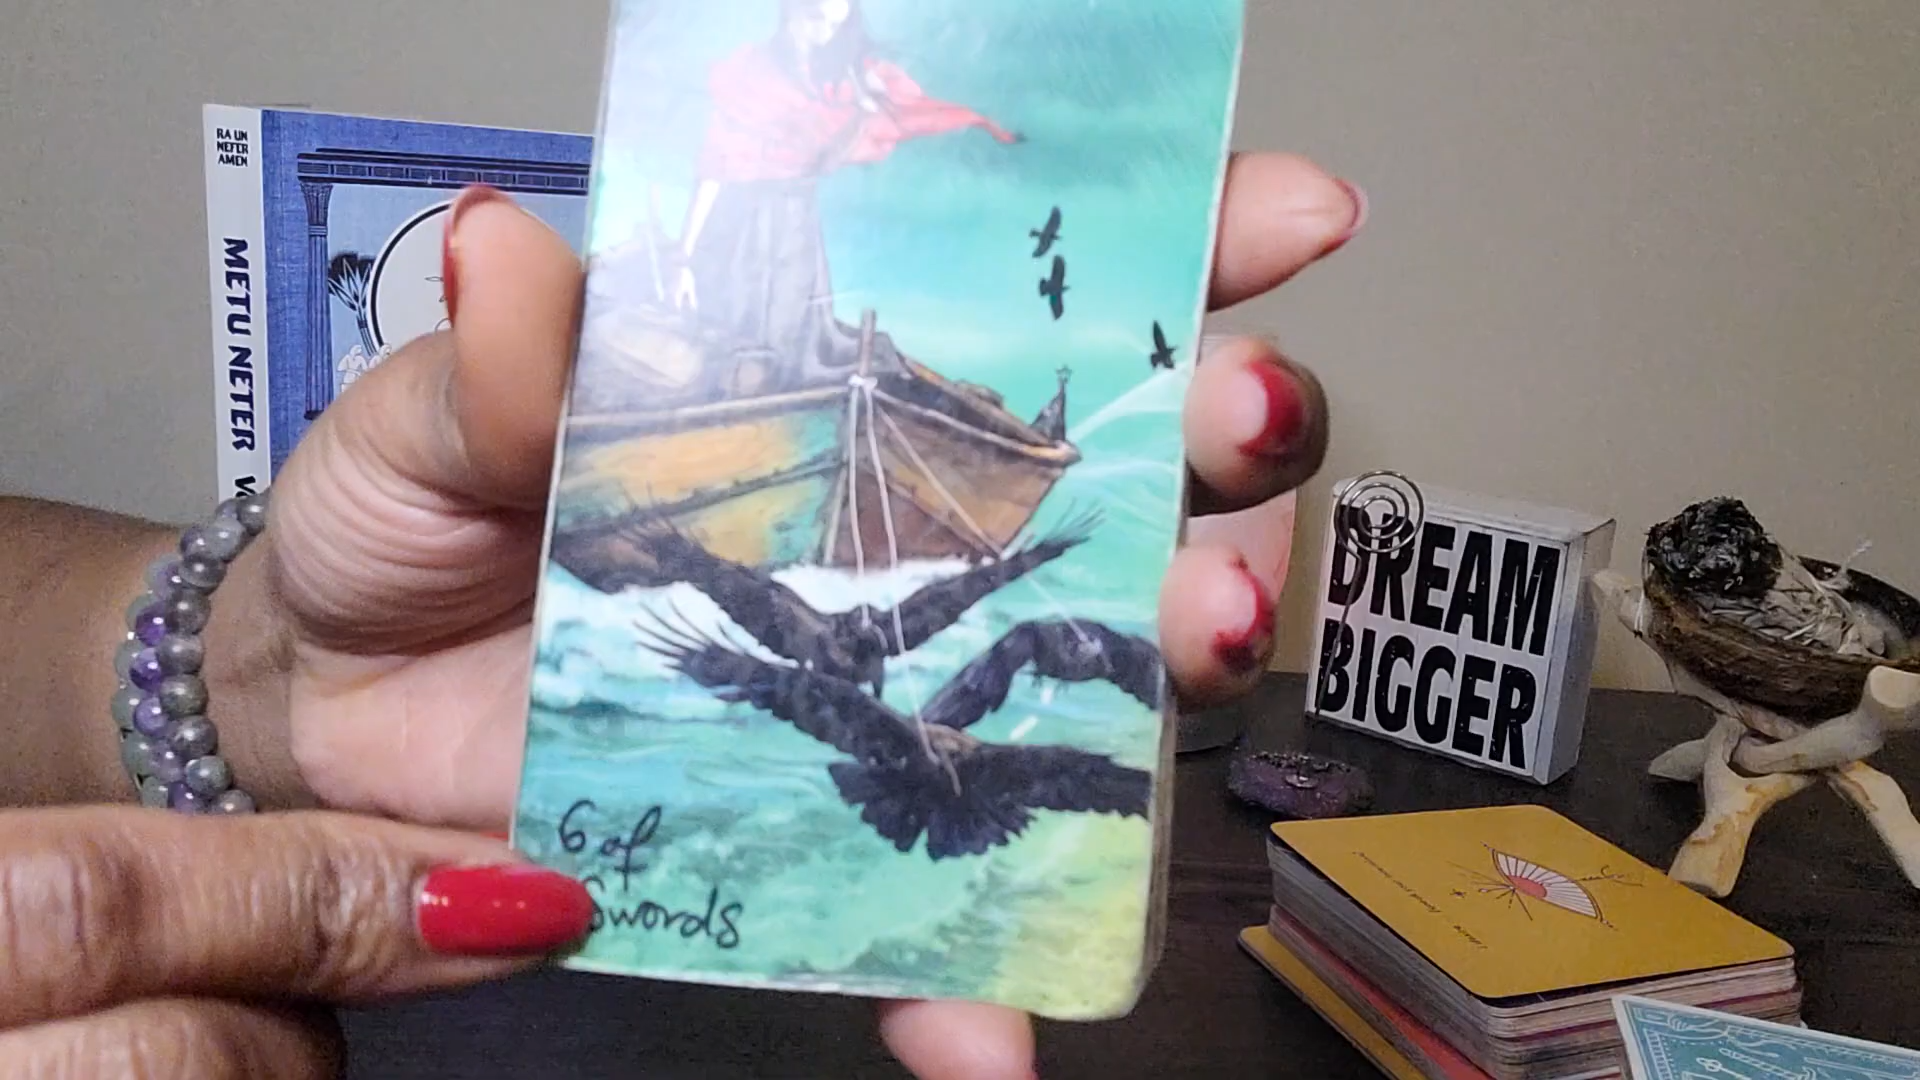 RA UN
NEFER
AMEN
METU NETER
6 of
Swords
DREAM
BIGGER